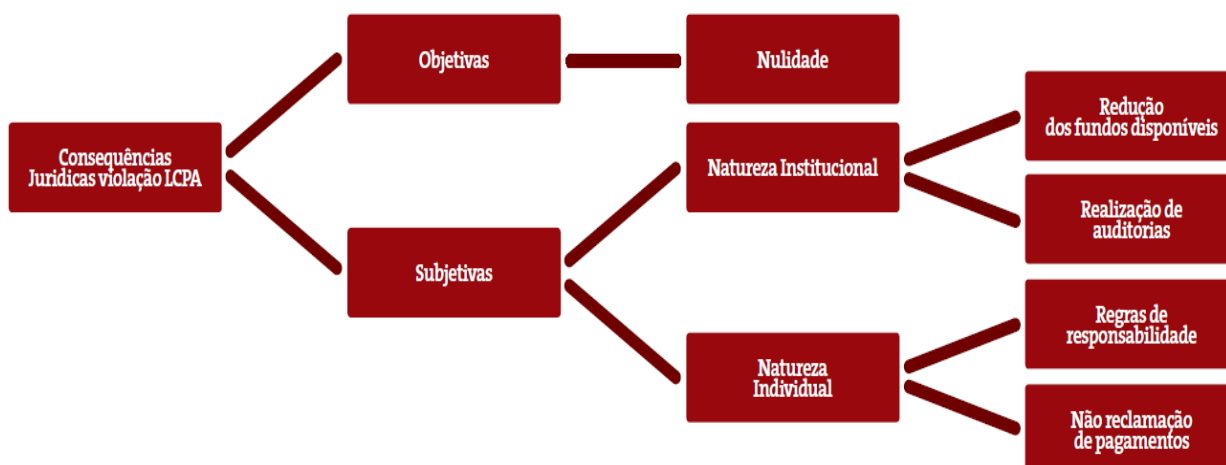 Consequências
Juridicas violação LCPA
Objetivas
Nulidade
Subjetivas
Natureza Institucional
Redução
dos fundos disponíveis
Realização de
auditórias
Natureza
Individual
Regras de
responsabilidade
Não reclamação
de pagamentos